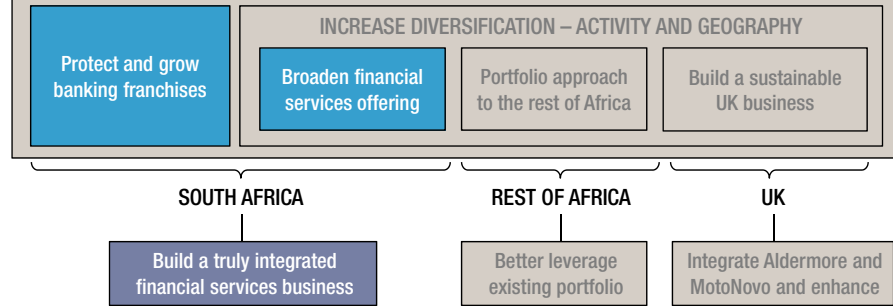 INCREASE DIVERSIFICATION – ACTIVITY AND GEOGRAPHY
Protect and grow
banking franchises
Broaden financial
services offering
Portfolio approach
to the rest of Africa
Build a sustainable
UK business
SOUTH AFRICA
REST OF AFRICA
UK
Build a truly integrated
financial services business
Better leverage
existing portfolio
Integrate Aldermore and
MotoNovo and enhance